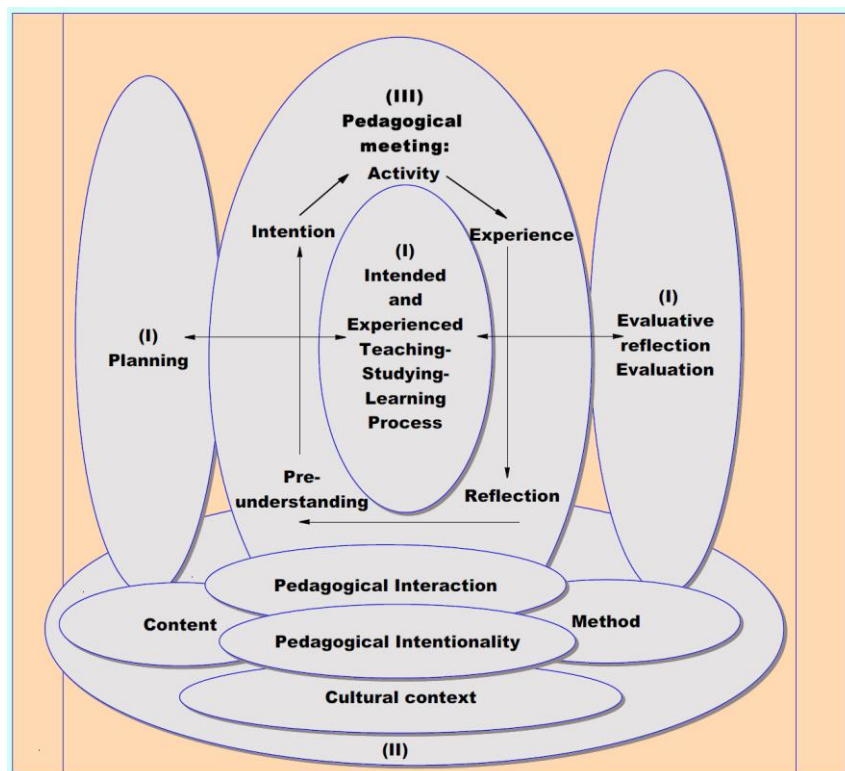 (III)
Pedagogical
meeting:
Activity
Intention
Experience
(I)
Intended
and
Experienced
Teaching-
Studying-
Learning
Process
(I)
Planning
(I)
Evaluative
reflection
Evaluation
Pre-
understanding
Reflection
Pedagogical Interaction
Content
Method
Pedagogical Intentionality
Cultural context
(II)